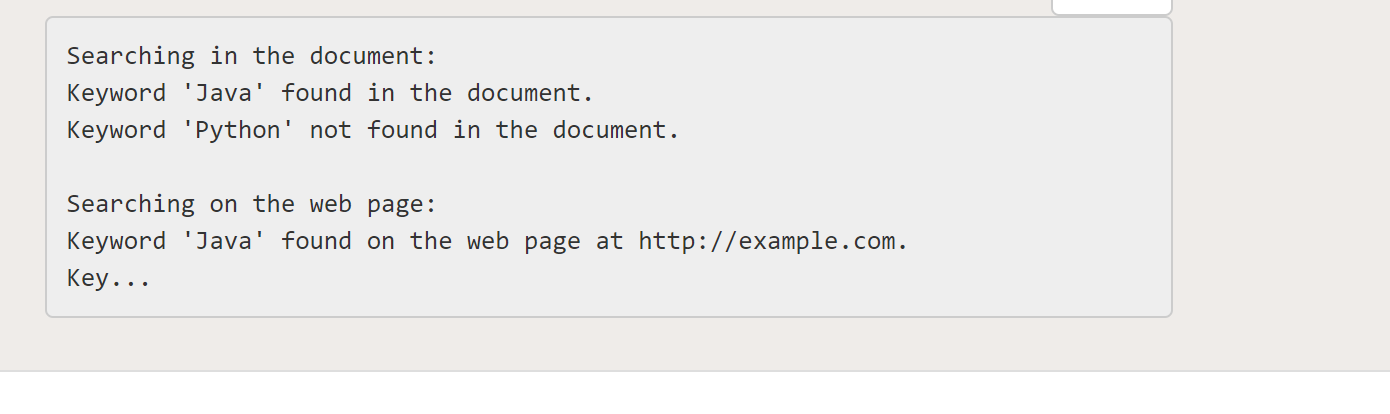 Searching in the document:
Keyword 'Java' found in the document.
Keyword 'Python' not found in the document.

Searching on the web page:
Keyword 'Java' found on the web page at http://example.com.
Key...